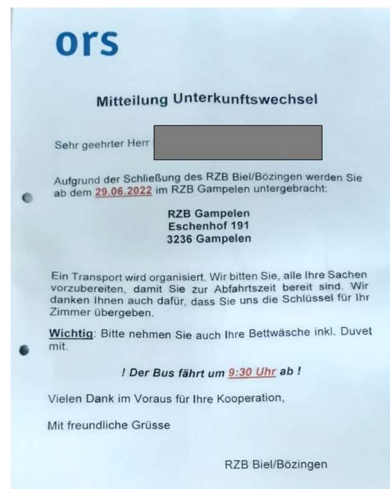 ors
Mitteilung Unterkunftswechsel
Sehr geehrter Herr
Aufgrund der Schließung des RZB Biel/Bözingen werden Sie
ab dem 29.06.2022 im RZB Gampelen untergebracht:
RZB Gampelen
Eschenhof 191
3236 Gampelen
Ein Transport wird organisiert. Wir bitten Sie, alle Ihre Sachen
vorzubereiten, damit Sie zur Abfahrtszeit bereit sind. Wir
danken Ihnen auch dafür, dass Sie uns die Schlüssel für Ihr
Zimmer übergeben.
Wichtig: Bitte nehmen Sie auch Ihre Bettwäsche inkl. Duvet
mit.
! Der Bus fährt um 9:30 Uhr ab !
Vielen Dank im Voraus für Ihre Kooperation,
Mit freundliche Grüsse
RZB Biel/Bözingen